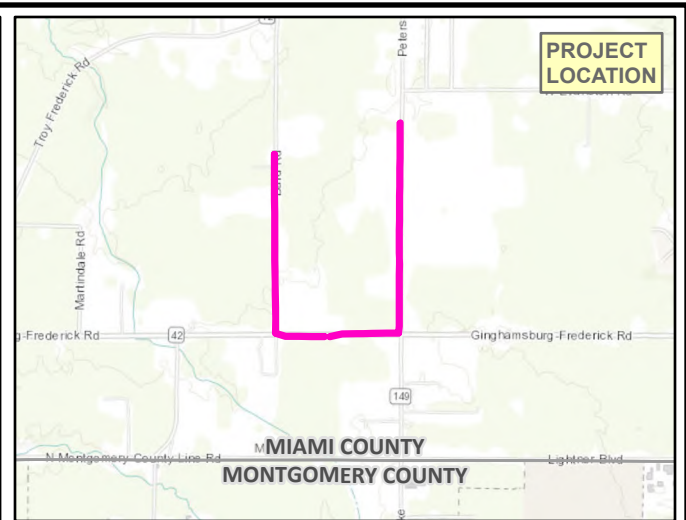 PROJECT
LOCATION
Peters
Troy Frederick Rd
Martindale Rd
g-Frederick Rd
42
Ginghamsburg-Frederick Rd
149
MIAMI COUNTY
N Montgomery County Line Rd
Lightner Blvd
MONTGOMERY COUNTY